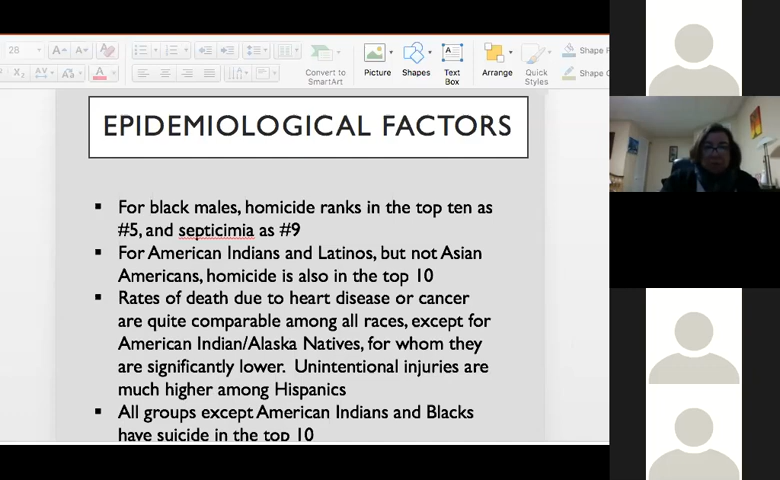 28
Convert to
SmartArt
Picture
Shapes
Text
Box
Arrange
Quick
Styles
Shape F
Shape O
EPIDEMIOLOGICAL FACTORS
▪ For black males, homicide ranks in the top ten as
#5, and septicimia as #9
▪ For American Indians and Latinos, but not Asian
Americans, homicide is also in the top 10
▪ Rates of death due to heart disease or cancer
are quite comparable among all races, except for
American Indian/Alaska Natives, for whom they
are significantly lower.  Unintentional injuries are
much higher among Hispanics
▪ All groups except American Indians and Blacks
have suicide in the top 10